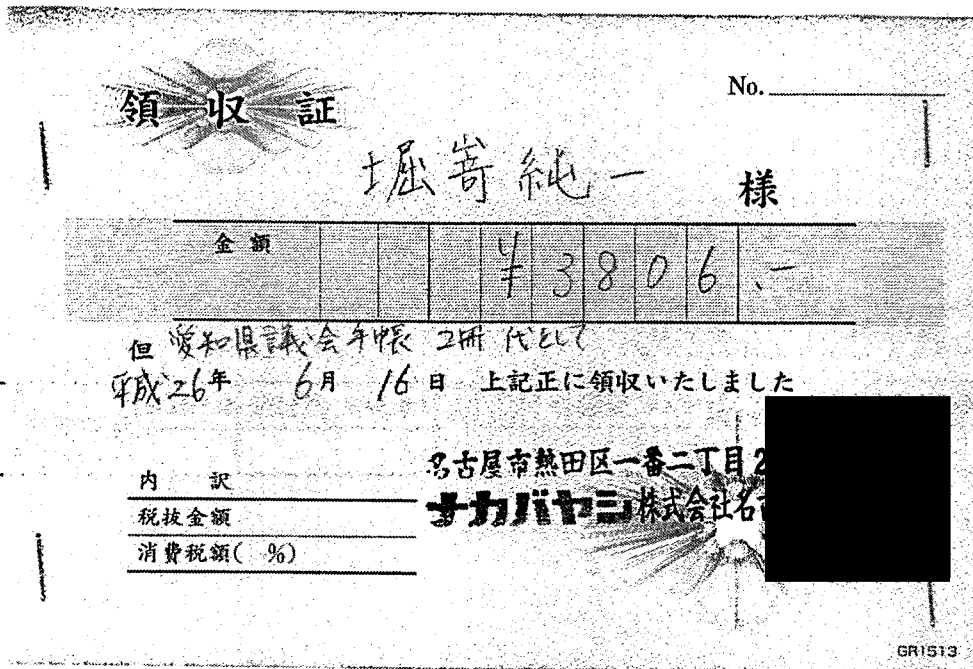 領収証
No.
堀嵜純一 様
金額 ¥3806.-
但 愛知県議会手帳 2冊 代として
平成26年 6月 16日 上記正に領収いたしました
名古屋市熱田区一番二丁目2
ナカバヤシ株式会社名古
内訳
税抜金額
消費税額( %)
GR1513